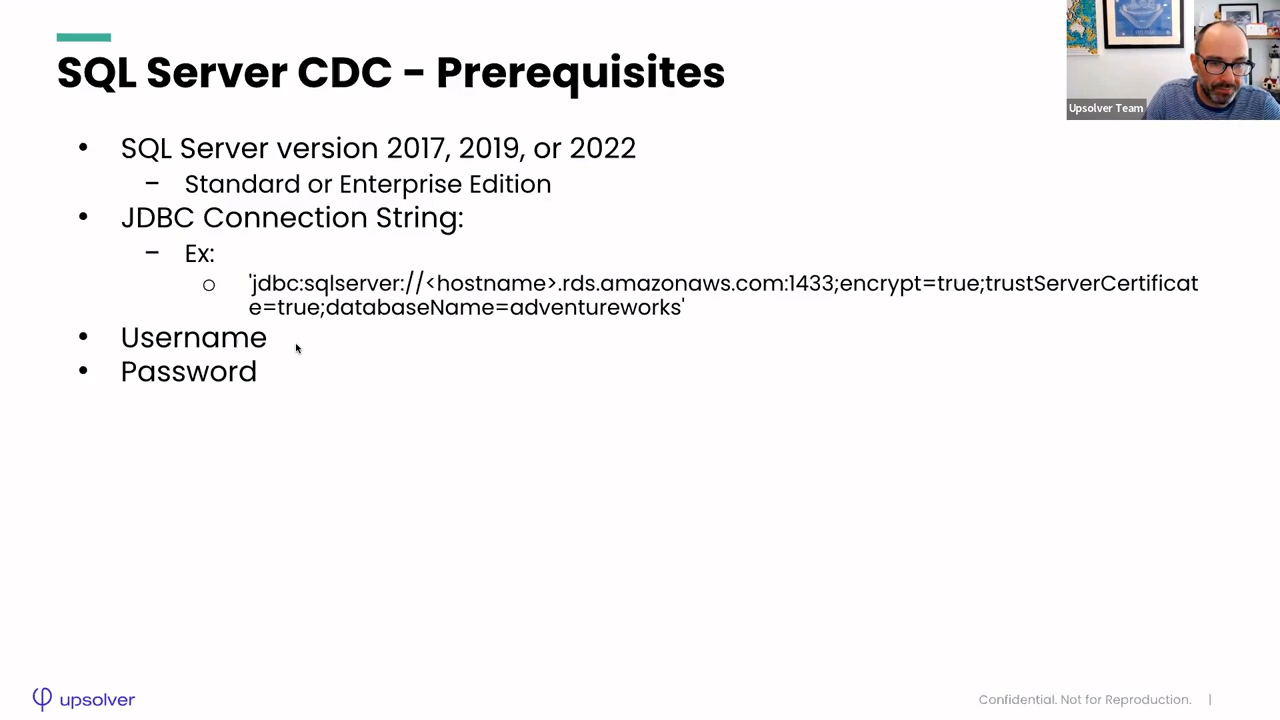 SQL Server CDC - Prerequisites
Upsolver Team
• SQL Server version 2017, 2019, or 2022
– Standard or Enterprise Edition
• JDBC Connection String:
– Ex:
○ 'jdbc:sqlserver://<hostname>.rds.amazonaws.com:1433;encrypt=true;trustServerCertificat
e=true;databaseName=adventureworks'
• Username
• Password
upsolver
Confidential. Not for Reproduction. |